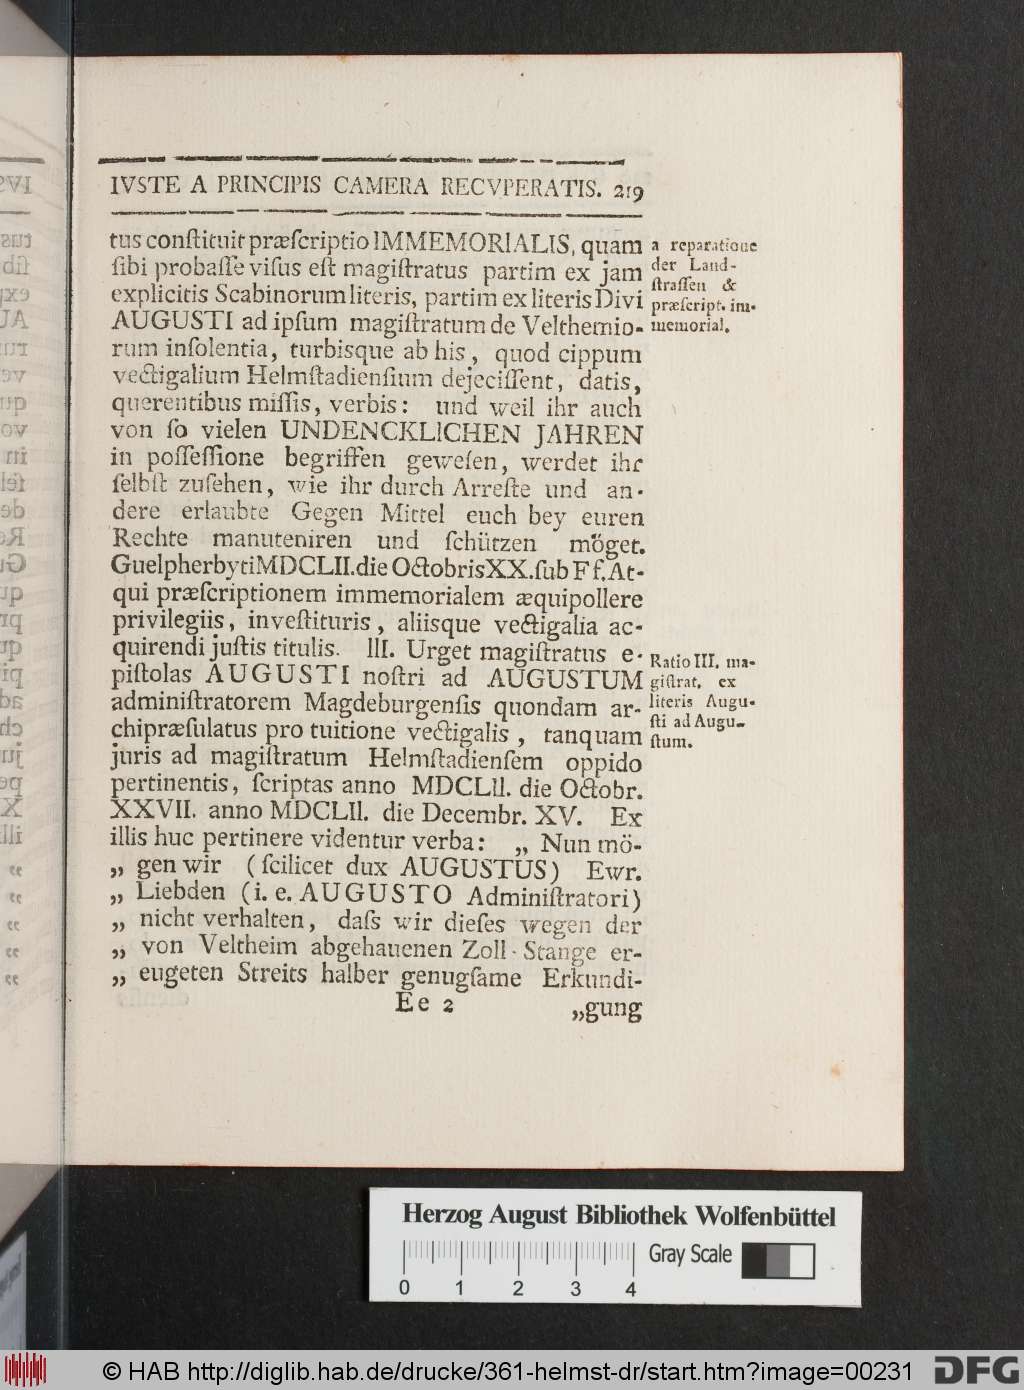 IVSTE A PRINCIPIS CAMERA RECVPERATIS. 219
tus conſtituit præſcriptio IMMEMORIALIS, quam
ſibi probaſſe viſus eſt magiſtratus partim ex jam
explicitis Scabinorum literis, partim ex literis Divi
AUGUSTI ad ipſum magiſtratum de Velthemio-
rum inſolentia, turbisque ab his, quod cippum
vectigalium Helmſtadienſium dejeciſſent, datis,
querentibus miſſis, verbis: und weil ihr auch
von ſo vielen UNDENCKLICHEN JAHREN
in poſſeſſione begriffen geweſen, werdet ihr
ſelbſt zuſehen, wie ihr durch Arreſte und an-
dere erlaubte Gegen Mittel euch bey euren
Rechte manuteniren und ſchützen möget.
Guelpherbyti MDCLII. die Octobris XX. ſub F f. At-
qui præſcriptionem immemorialem æquipollere
privilegiis, inveſtituris, aliisque vectigalia ac-
quirendi juſtis titulis. III. Urget magiſtratus e-
piſtolas AUGUSTI noſtri ad AUGUSTUM
adminiſtratorem Magdeburgenſis quondam ar-
chipræſulatus pro tuitione vectigalis, tanquam
juris ad magiſtratum Helmſtadienſem oppido
pertinentis, ſcriptas anno MDCLII. die Octobr.
XXVII. anno MDCLII. die Decembr. XV. Ex
illis huc pertinere videntur verba: „ Nun mö-
„ gen wir (ſcilicet dux AUGUSTUS) Ewr.
„ Liebden (i. e. AUGUSTO Adminiſtratori)
„ nicht verhalten, daſs wir dieſes wegen der
„ von Veltheim abgehauenen Zoll-Stange er-
„ eugeten Streits halber genugſame Erkundi-
Ee 2 „gung
a reparatione
der Land-
ſtraſſen &
præſcript. im-
memorial.
Ratio III. ma-
giſtrat. ex
literis Augu-
ſti ad Augu-
ſtum.
Herzog August Bibliothek Wolfenbüttel
Gray Scale
0 1 2 3 4
© HAB http://diglib.hab.de/drucke/361-helmst-dr/start.htm?image=00231
DFG